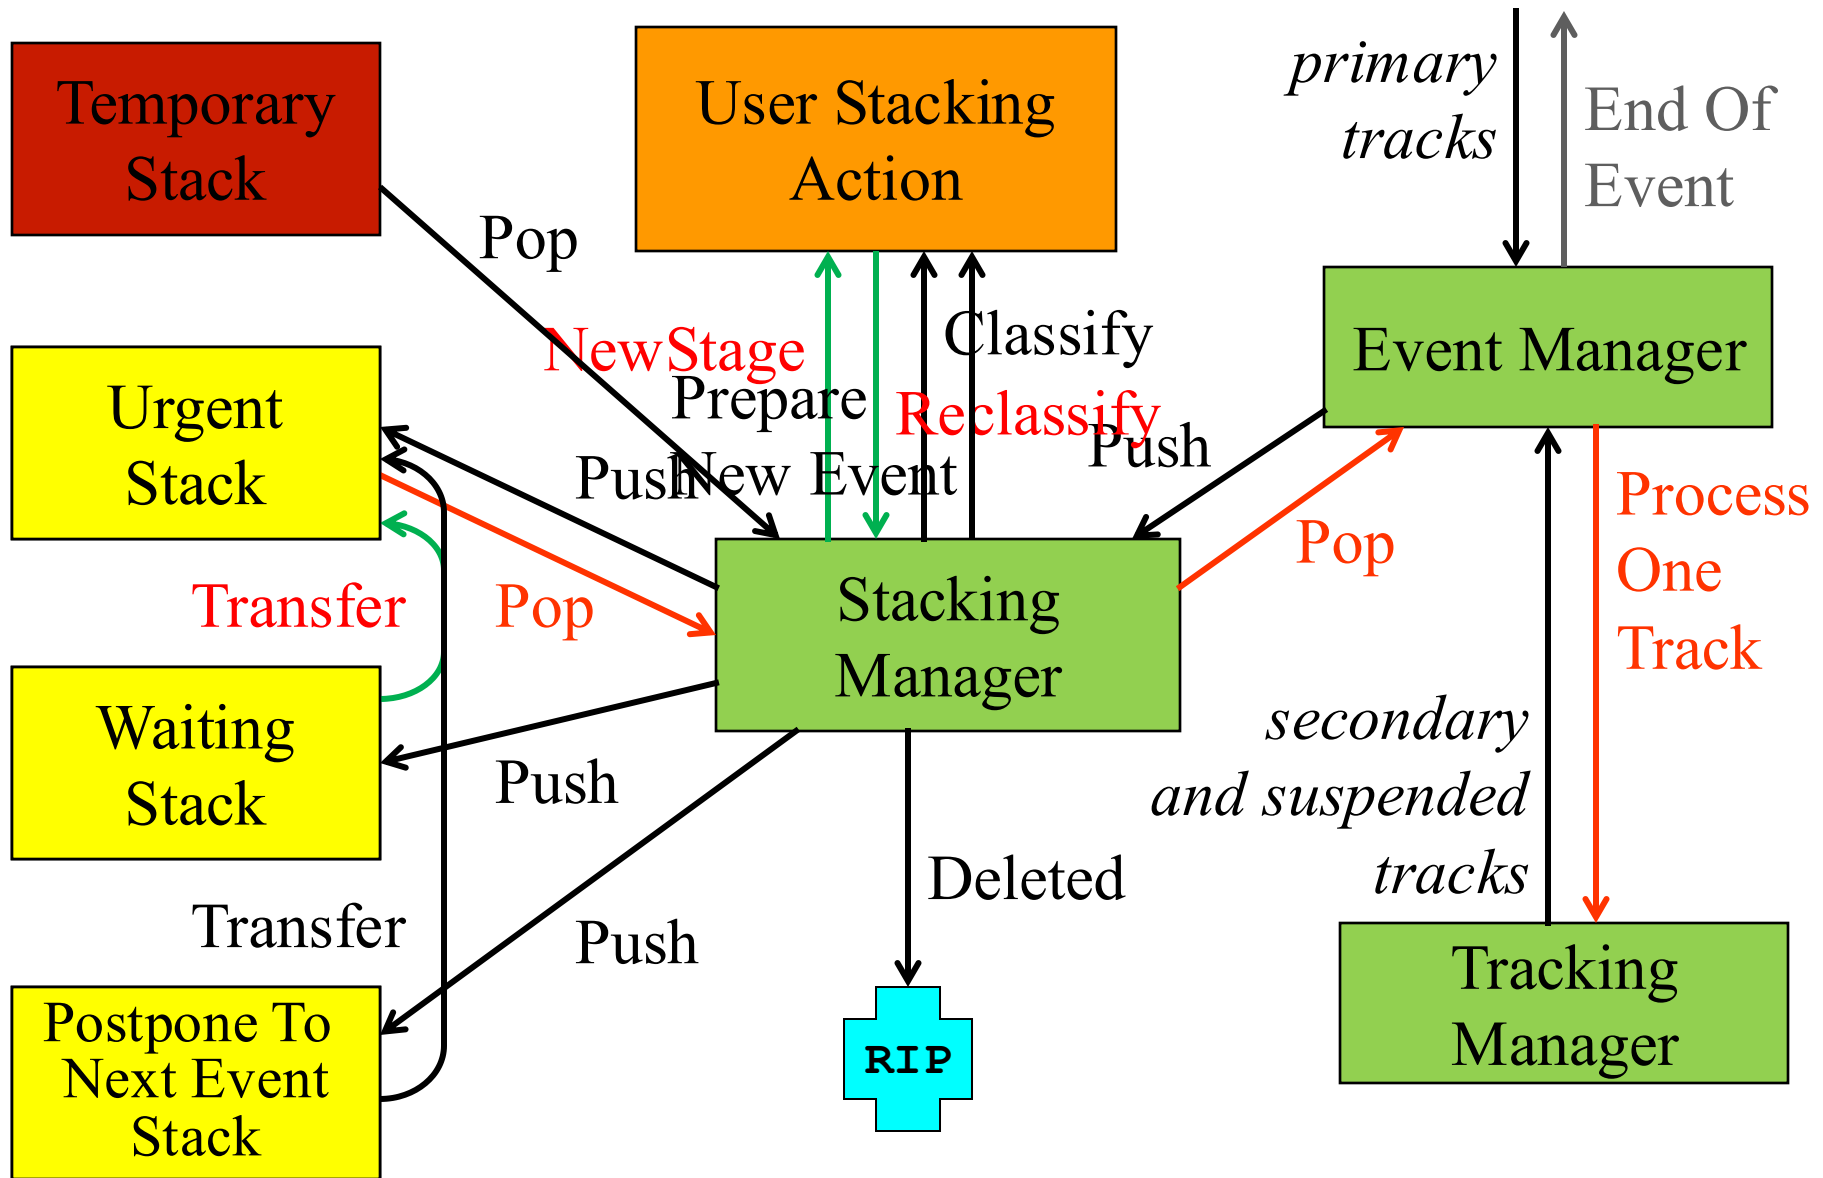 Temporary
Stack
User Stacking
Action
primary
tracks
End Of
Event
Pop
NewStage
Prepare
New Event
Classify
Reclassify
Push
Event Manager
Urgent
Stack
Push
Pop
Process
One
Track
Transfer
Pop
Stacking
Manager
Waiting
Stack
Push
secondary
and suspended
tracks
Deleted
Transfer
Push
Postpone To
Next Event
Stack
RIP
Tracking
Manager